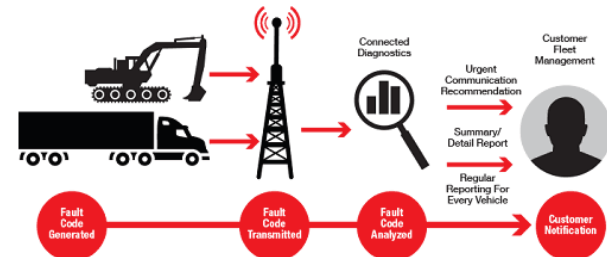 Connected
Diagnostics
Customer
Fleet
Management
Urgent
Communication
Recommendation
Summary/
Detail Report
Regular
Reporting For
Every Vehicle
Fault
Code
Generated
Fault
Code
Transmitted
Fault
Code
Analyzed
Customer
Notification